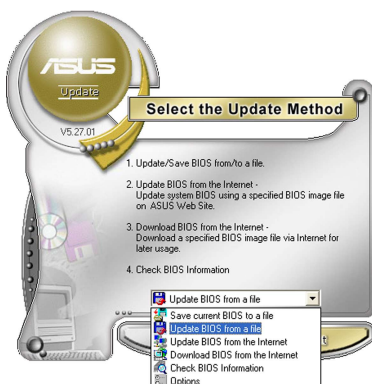 ASUS
Update
V5.27.01
Select the Update Method
1. Update/Save BIOS from/to a file.
2. Update BIOS from the Internet -
Update system BIOS using a specified BIOS image file
on ASUS Web Site.
3. Download BIOS from the Internet -
Download a specified BIOS image file via Internet for
later usage.
4. Check BIOS Information
Update BIOS from a file
Save current BIOS to a file
Update BIOS from a file
Update BIOS from the Internet
Download BIOS from the Internet
Check BIOS Information
Options